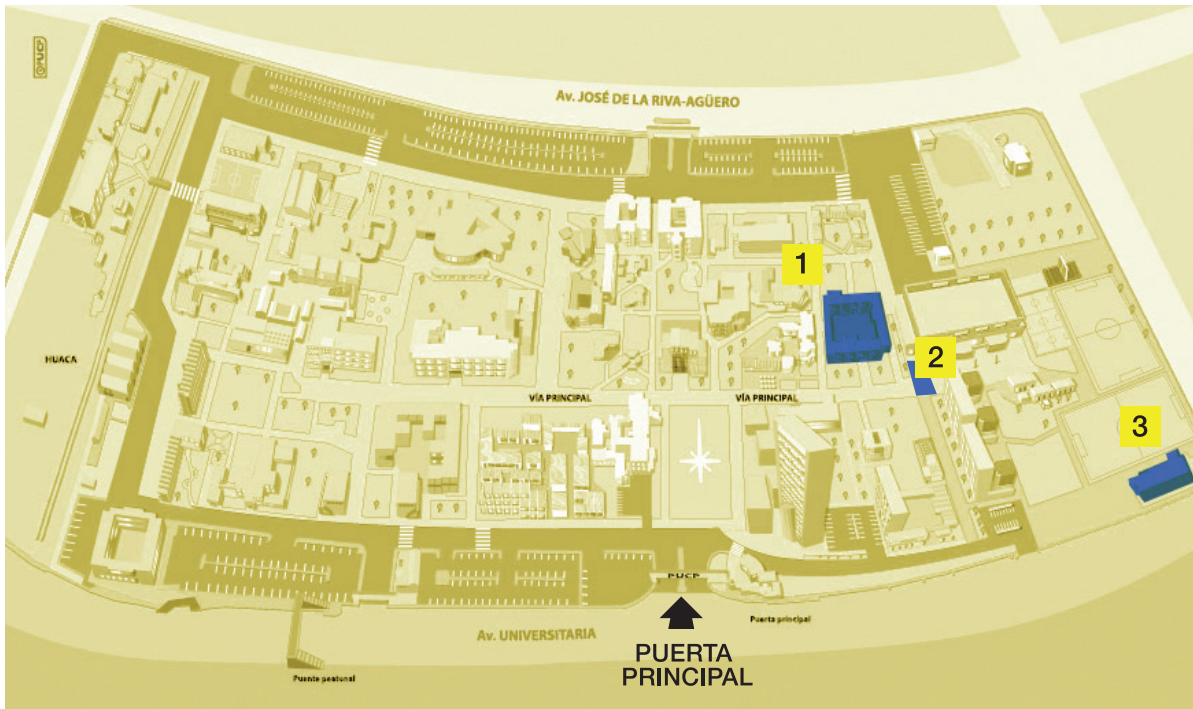 PUCP
Av. JOSÉ DE LA RIVA-AGÜERO
1
2
HUACA
VÍA PRINCIPAL
VÍA PRINCIPAL
3
PUCP
Puerta principal
Av. UNIVERSITARIA
PUERTA
PRINCIPAL
Puente peatonal